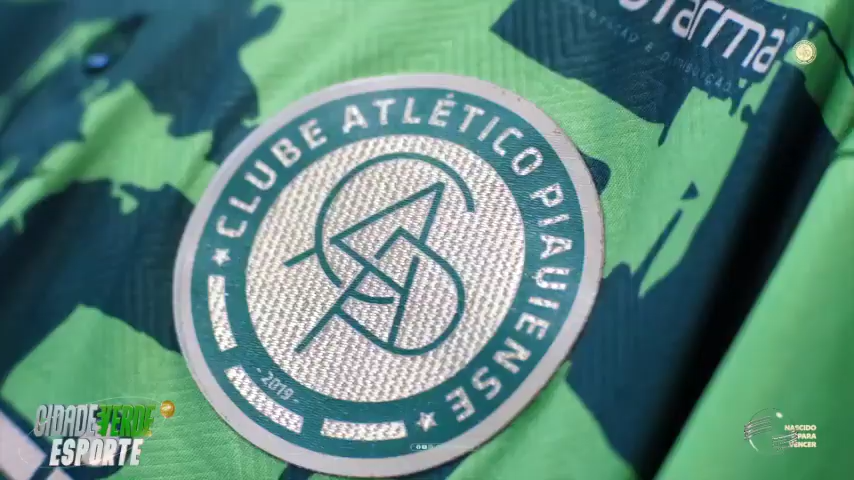 CLUBE ATLÉTICO PIAUIENSE
- 2019 -
CIDADE VERDE
ESPORTE
NASCIDO
PARA
VENCER